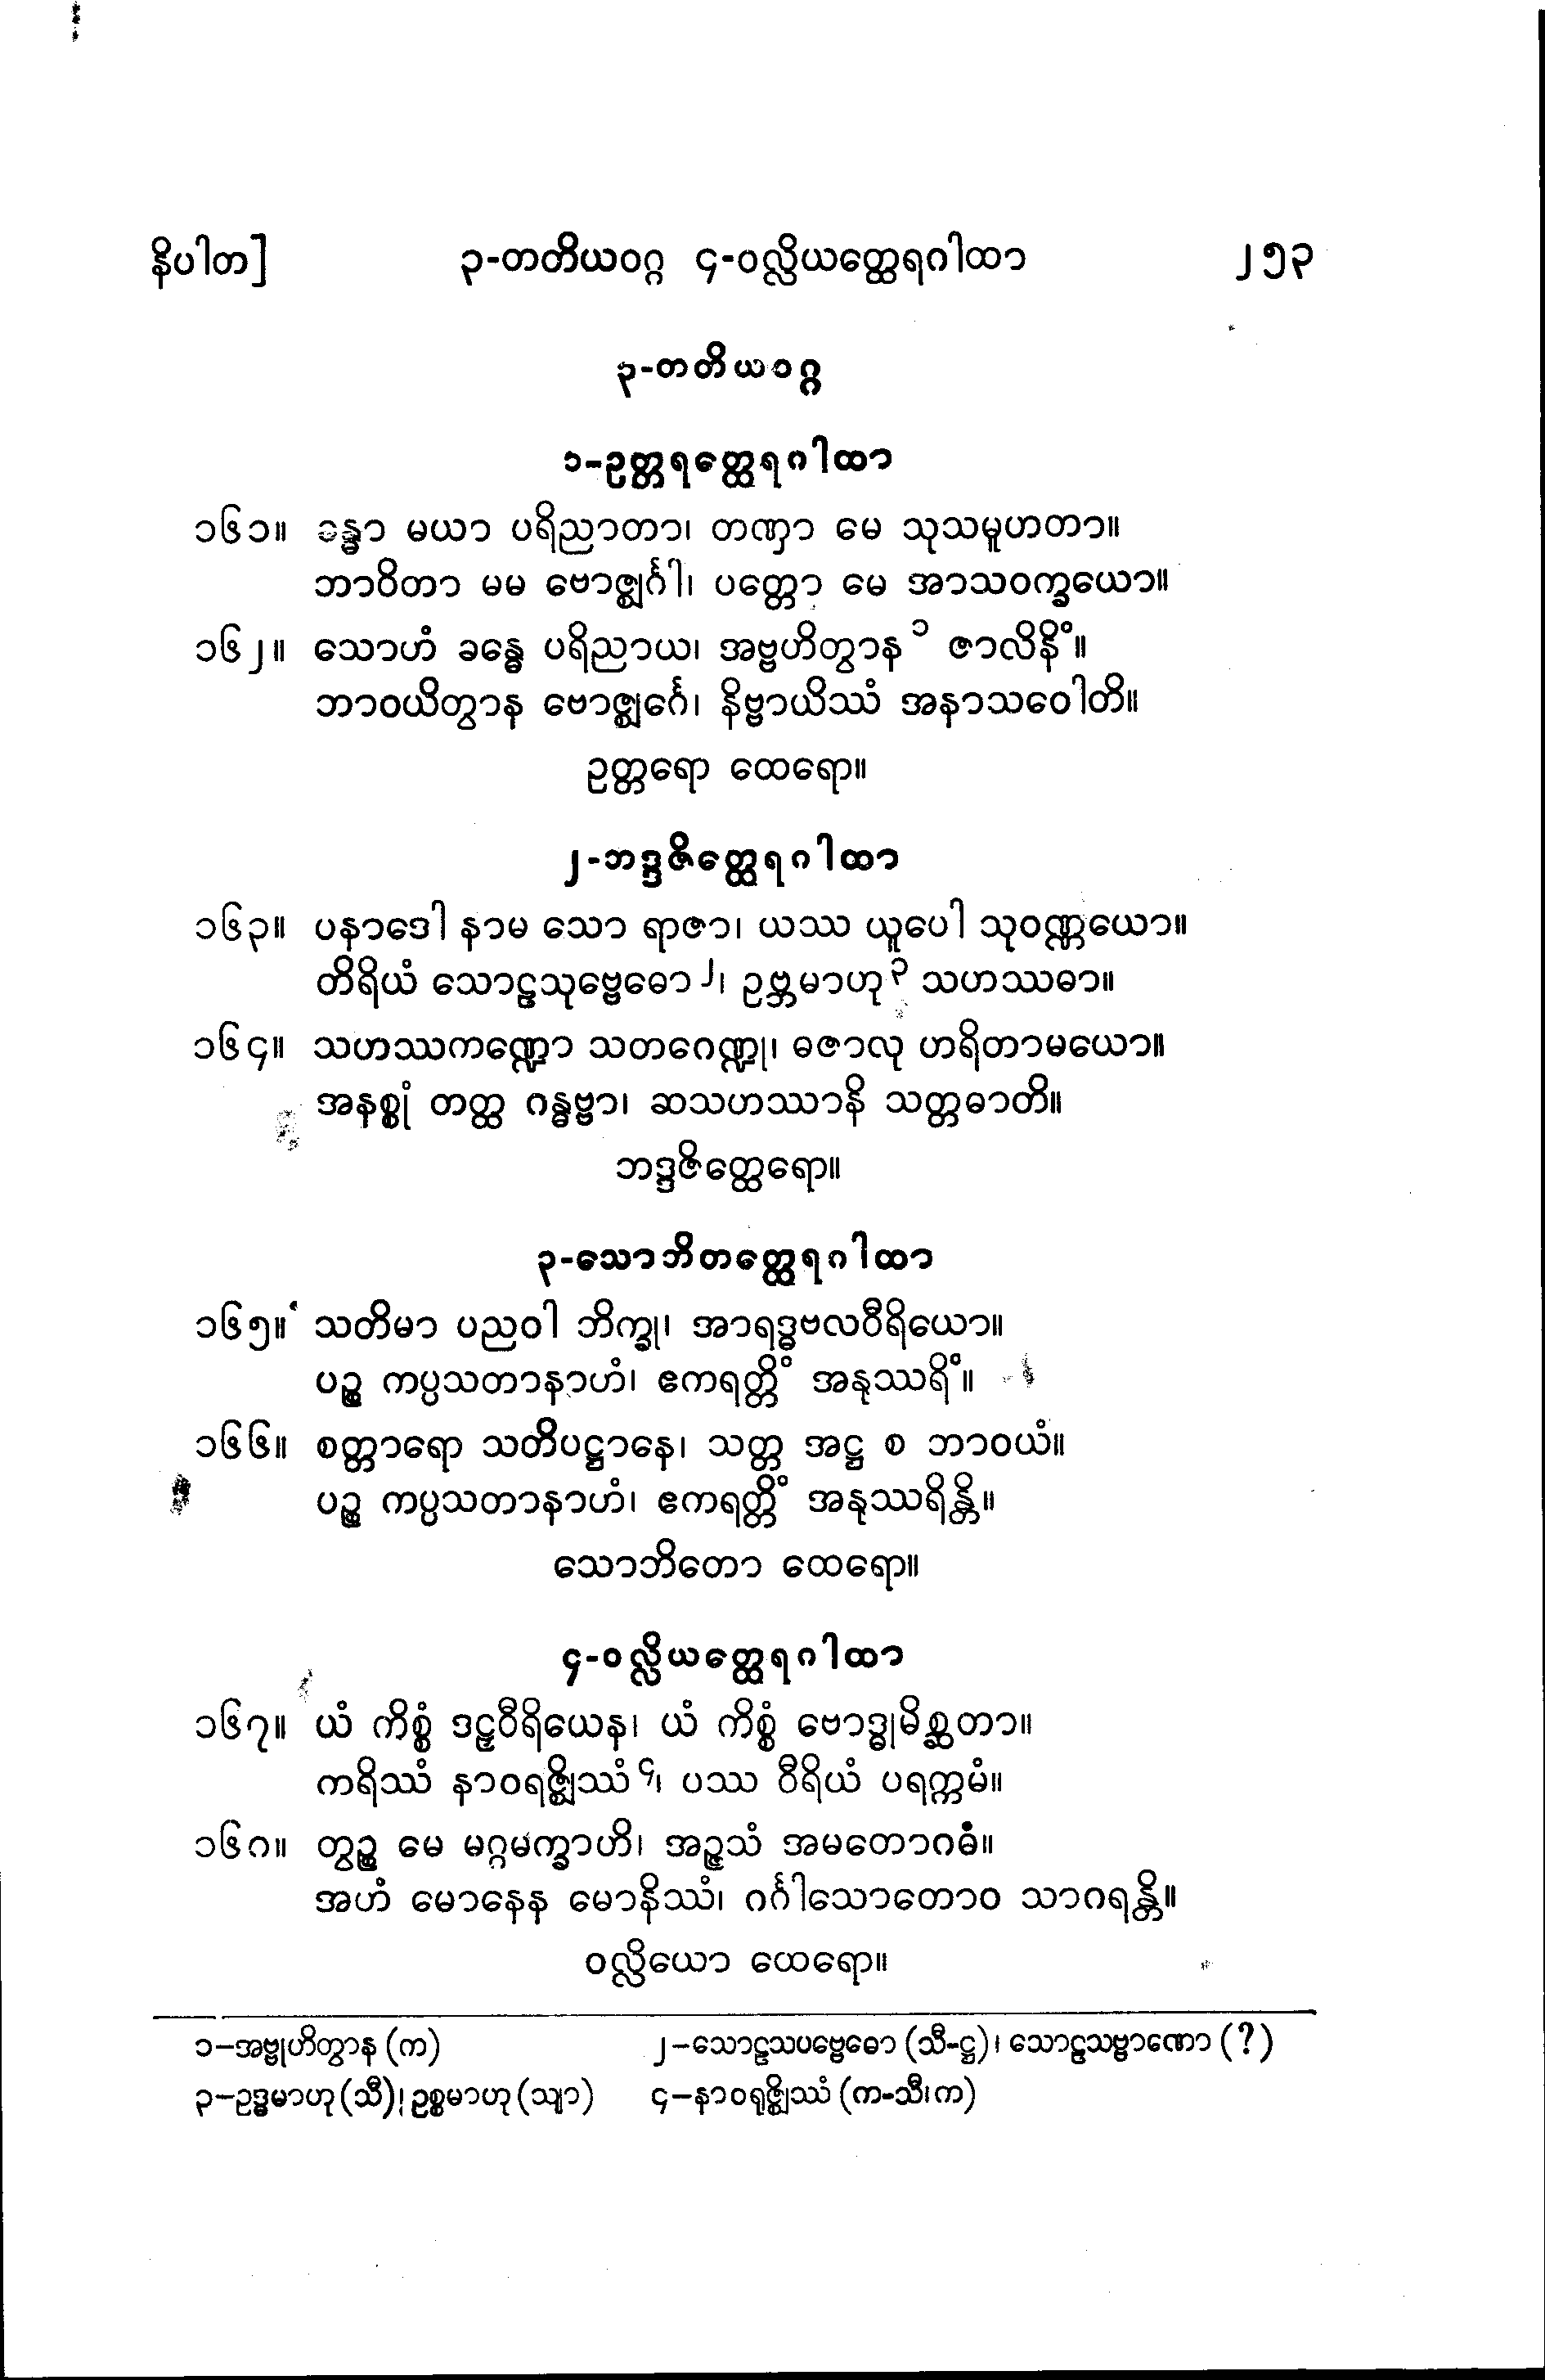 နိပါတ]	၃-တတိယဝဂ္ဂ ၄-ဝလ္လိယတ္ထေရဂါထာ	၂၅၃
၃-တတိယဝဂ္ဂ
၁-ဥတ္တရတ္ထေရဂါထာ
၁၆၁။ ခန္ဓာ မယာ ပရိညာတာ၊ တဏှာ မေ သုသမူဟတာ။
ဘာဝိတာ မမ ဗောဇ္ဈင်္ဂါ၊ ပတ္တော မေ အာသဝက္ခယော။
၁၆၂။ သောဟံ ခန္ဓေ ပရိညာယ၊ အဗ္ဗဟိတွာန ၁ ဇာလိနိံ။
ဘာဝယိတွာန ဗောဇ္ဈင်္ဂေ၊ နိဗ္ဗာယိဿံ အနာသဝေါတိ။
ဥတ္တရော ထေရော။
၂-ဘဒ္ဒဇိတ္ထေရဂါထာ
၁၆၃။ ပနာဒေါ နာမ သော ရာဇာ၊ ယဿ ယူပေါ သုဝဏ္ဏယော။
တိရိယံ သောဠသုဗ္ဗေဓော ၂၊ ဥဗ္ဘမာဟု ၃ သဟဿဓာ။
၁၆၄။ သဟဿကဏ္ဍော သတဂေဏ္ဍု၊ ဓဇာလု ဟရိတာမယော။
အနစ္စုံ တတ္ထ ဂန္ဓဗ္ဗာ၊ ဆသဟဿာနိ သတ္တဓာတိ။
ဘဒ္ဒဇိတ္ထေရော။
၃-သောဘိတတ္ထေရဂါထာ
၁၆၅။ သတိမာ ပညဝါ ဘိက္ခု၊ အာရဒ္ဓဗလဝီရိယော။
ပဉ္စ ကပ္ပသတာနာဟံ၊ ဧကရတ္တိံ အနုဿရိံ။
၁၆၆။ စတ္တာရော သတိပဋ္ဌာနေ၊ သတ္တ အဋ္ဌ စ ဘာဝယံ။
ပဉ္စ ကပ္ပသတာနာဟံ၊ ဧကရတ္တိံ အနုဿရိန္တိ။
သောဘိတော ထေရော။
၄-ဝလ္လိယတ္ထေရဂါထာ
၁၆၇။ ယံ ကိစ္စံ ဒဠှဝီရိယေန၊ ယံ ကိစ္စံ ဗောဒ္ဓုမိစ္ဆတာ။
ကရိဿံ နာဝရဇ္ဈိဿံ ၄၊ ပဿ ဝီရိယံ ပရက္ကမံ။
၁၆၈။ တွဉ္စ မေ မဂ္ဂမက္ခာဟိ၊ အဉ္ဇသံ အမတောဂဓံ။
အဟံ မောနေန မောနိဿံ၊ ဂင်္ဂါသောတောဝ သာဂရန္တိ။
ဝလ္လိယော ထေရော။
၁−အဗ္ဗုဟိတွာန (က)	၂−သောဠသပဗ္ဗေဓော (သီ-ဋ္ဌ)၊ သောဠသဗ္ဗာဏော (?)
၃−ဥဒ္ဓမာဟု (သီ)၊ ဥစ္စမာဟု (သျာ)	၄−နာဝရုဇ္ဈိဿံ (က-သီ၊ က)